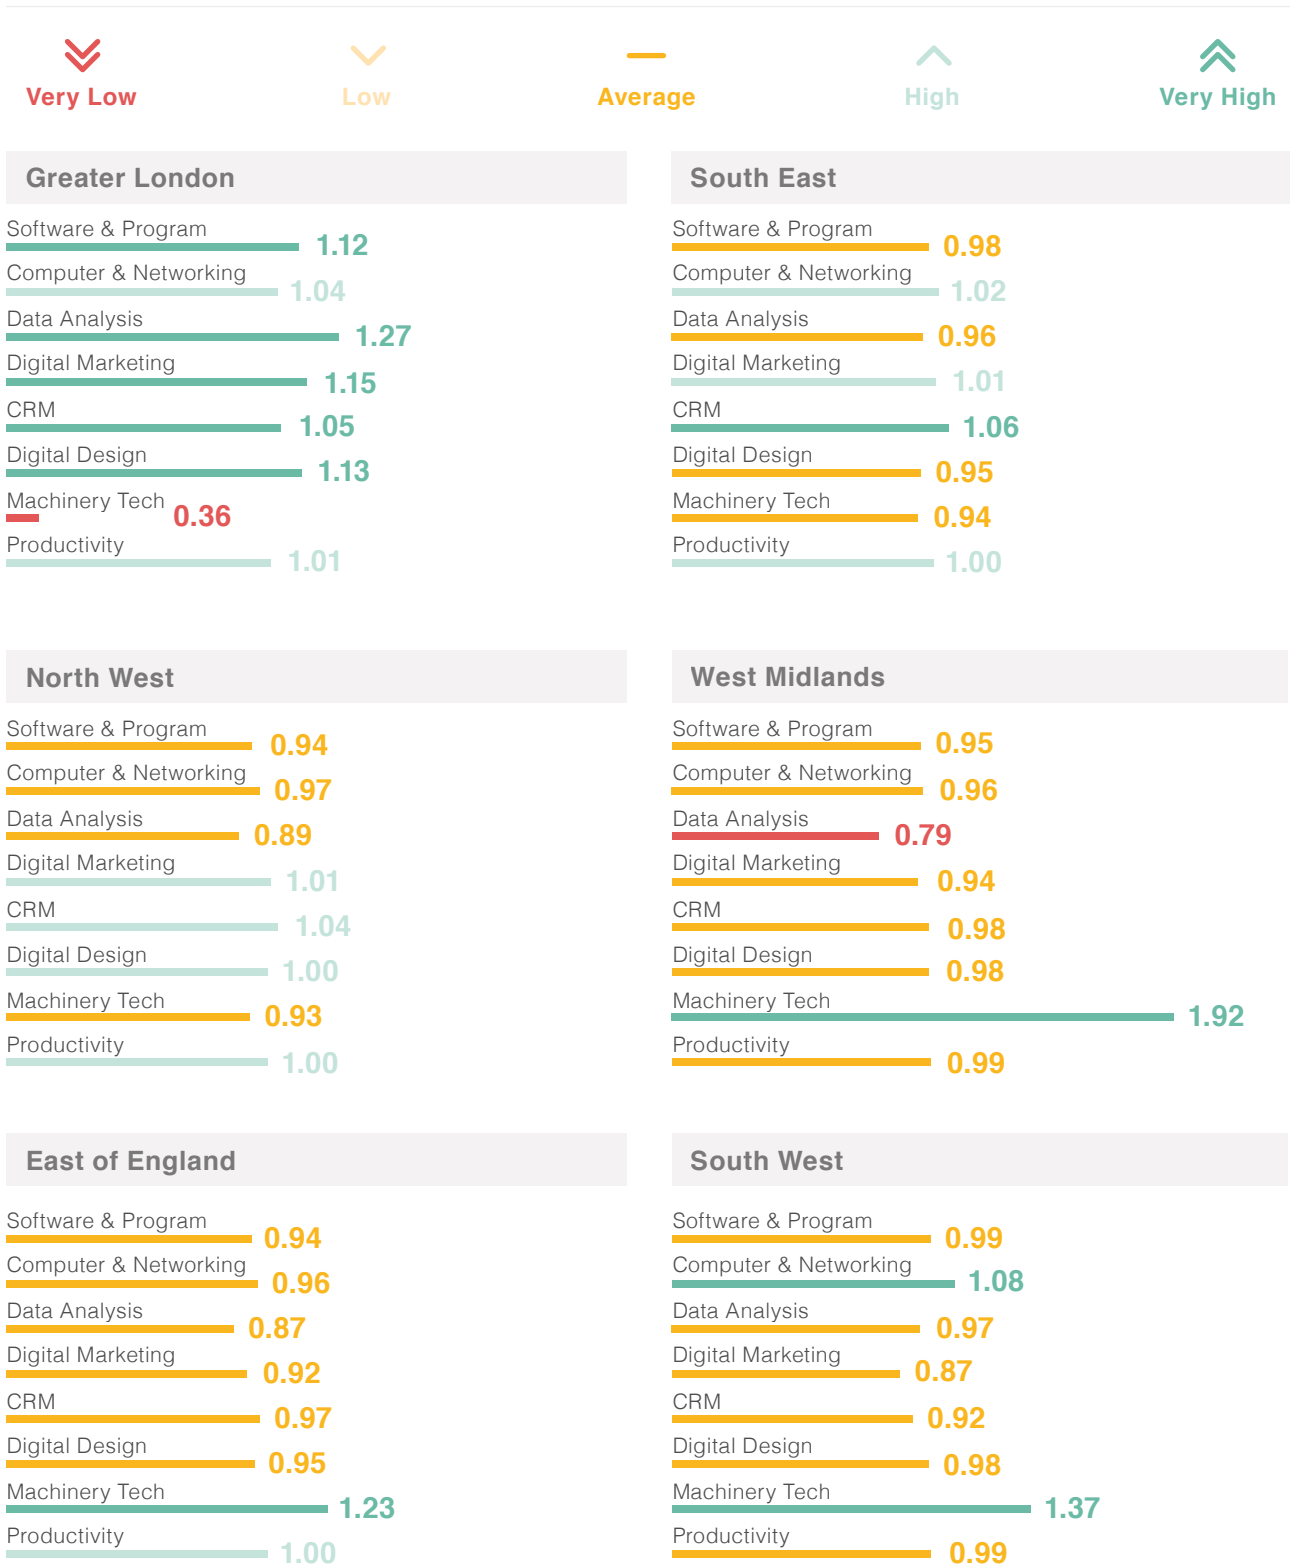 Very Low
Low
Average
High
Very High
Greater London
Software & Program
1.12
Computer & Networking
1.04
Data Analysis
1.27
Digital Marketing
1.15
CRM
1.05
Digital Design
1.13
Machinery Tech
0.36
Productivity
1.01
South East
Software & Program
0.98
Computer & Networking
1.02
Data Analysis
0.96
Digital Marketing
1.01
CRM
1.06
Digital Design
0.95
Machinery Tech
0.94
Productivity
1.00
North West
Software & Program
0.94
Computer & Networking
0.97
Data Analysis
0.89
Digital Marketing
1.01
CRM
1.04
Digital Design
1.00
Machinery Tech
0.93
Productivity
1.00
West Midlands
Software & Program
0.95
Computer & Networking
0.96
Data Analysis
0.79
Digital Marketing
0.94
CRM
0.98
Digital Design
0.98
Machinery Tech
1.92
Productivity
0.99
East of England
Software & Program
0.94
Computer & Networking
0.96
Data Analysis
0.87
Digital Marketing
0.92
CRM
0.97
Digital Design
0.95
Machinery Tech
1.23
Productivity
1.00
South West
Software & Program
0.99
Computer & Networking
1.08
Data Analysis
0.97
Digital Marketing
0.87
CRM
0.92
Digital Design
0.98
Machinery Tech
1.37
Productivity
0.99